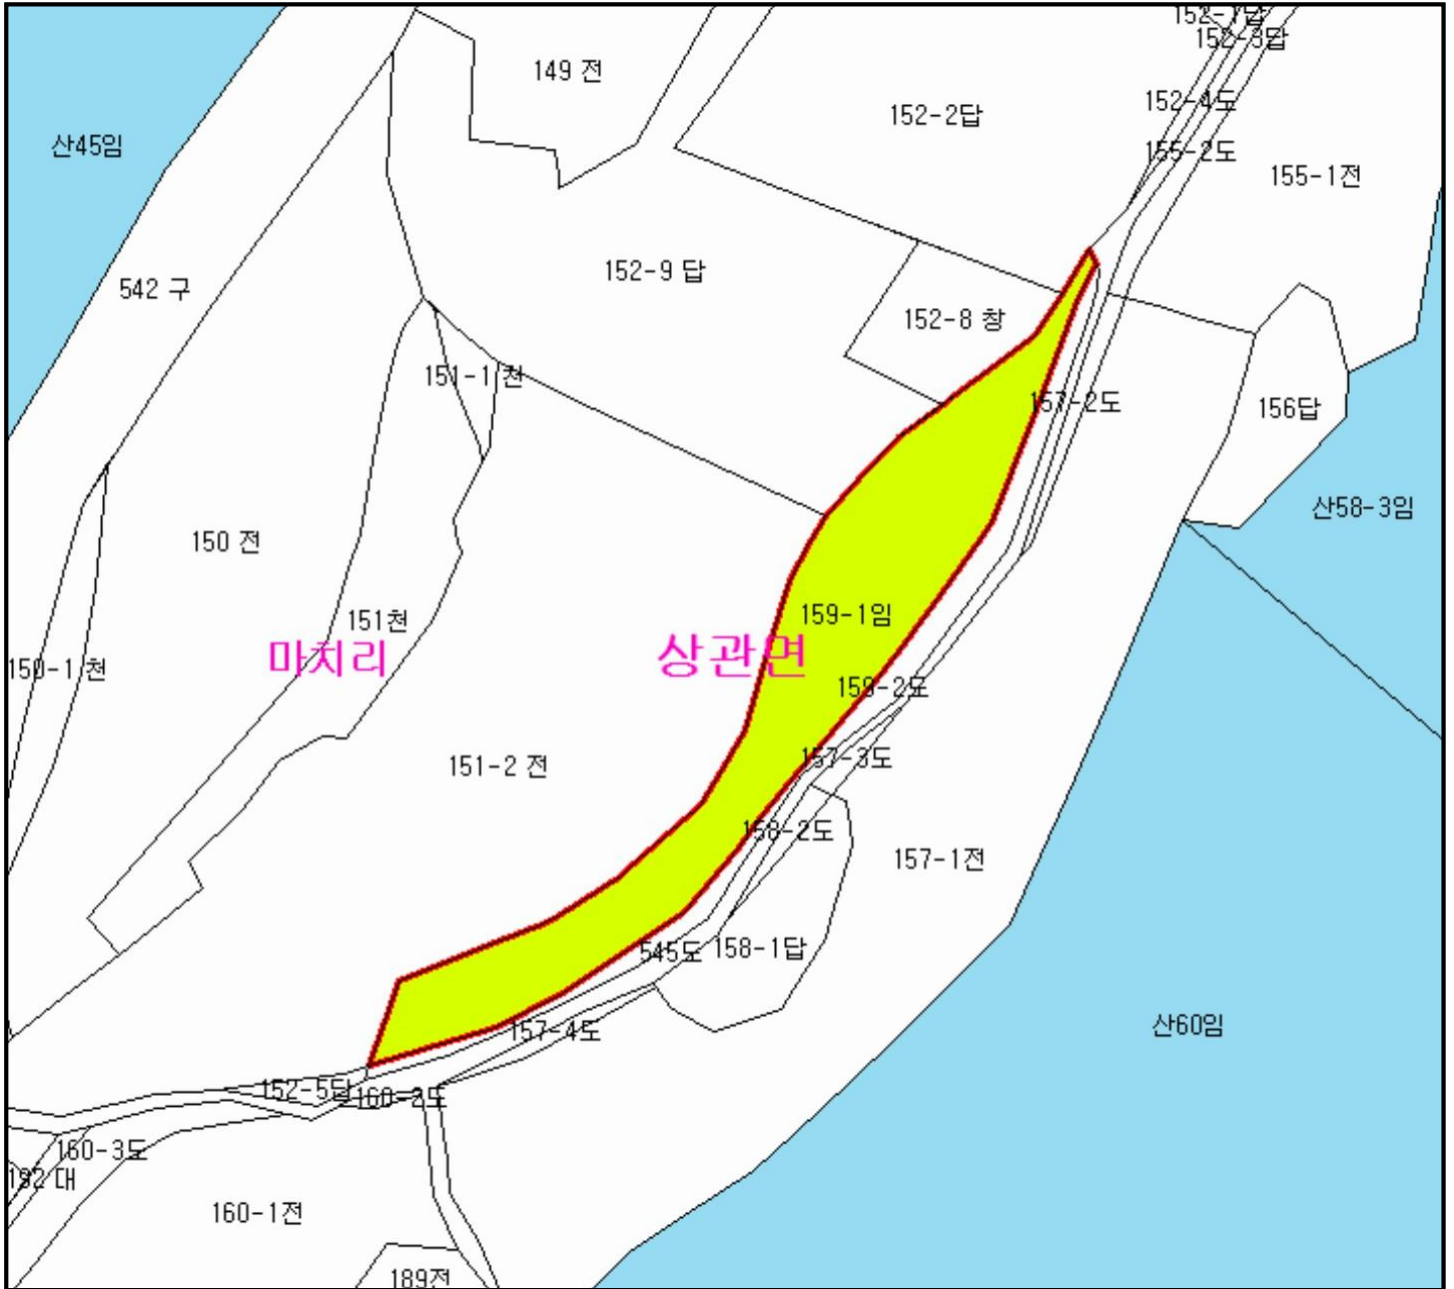 152-1답
152-3답
149 전
152-2답
152-4도
산45임
155-2도
155-1전
152-9 답
542 구
152-8 창
151-1 천
157-2도
156답
산58-3임
150 전
159-1임
151천
마치리
상관면
150-1 천
159-2도
157-3도
151-2 전
158-2도
157-1전
545도
158-1답
산60임
157-4도
152-5답
160-2도
160-3도
192 대
160-1전
189전